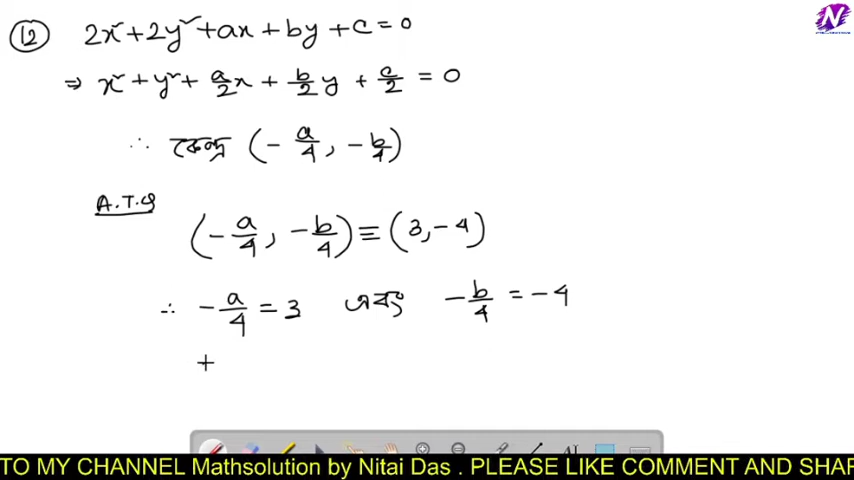 N
(12) 2x² + 2y² + ax + by + c = 0
⇒ x² + y² + a/2 x + b/2 y + c/2 = 0
∴ কেন্দ্র (- a/4, - b/4)
A.T.Q
(- a/4, - b/4) ≡ (3, - 4)
∴ - a/4 = 3 এবং - b/4 = - 4
+
TO MY CHANNEL Mathsolution by Nitai Das . PLEASE LIKE COMMENT AND SHAR